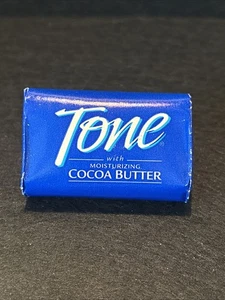 Tone
with
MOISTURIZING
COCOA BUTTER